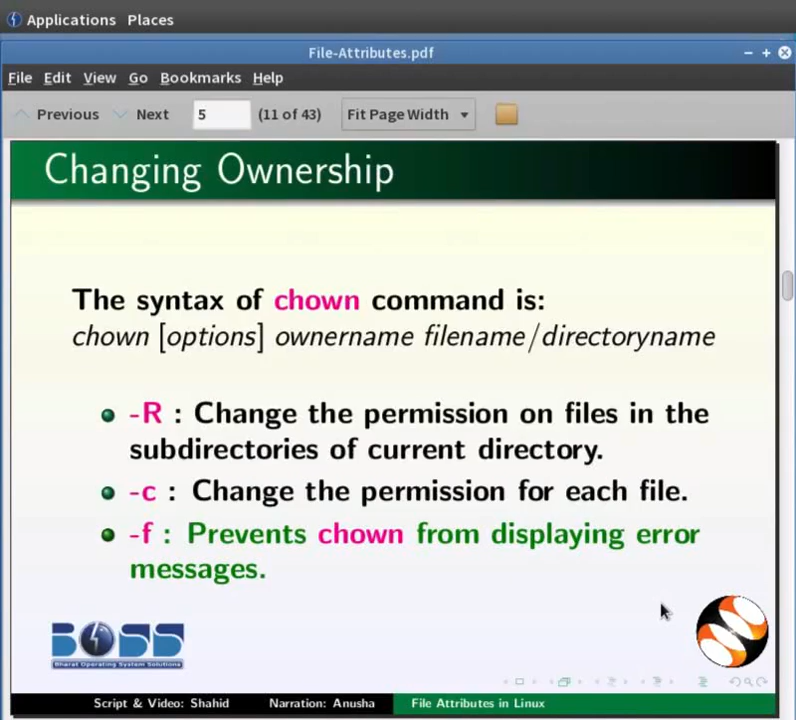 Applications Places
File-Attributes.pdf
File Edit View Go Bookmarks Help
Previous Next 5 (11 of 43) Fit Page Width
Changing Ownership
The syntax of chown command is:
chown [options] ownername filename/directoryname
-R : Change the permission on files in the
subdirectories of current directory.
-c : Change the permission for each file.
-f : Prevents chown from displaying error
messages.
BOSS
Bharat Operating System Solutions
Script & Video: Shahid Narration: Anusha File Attributes in Linux